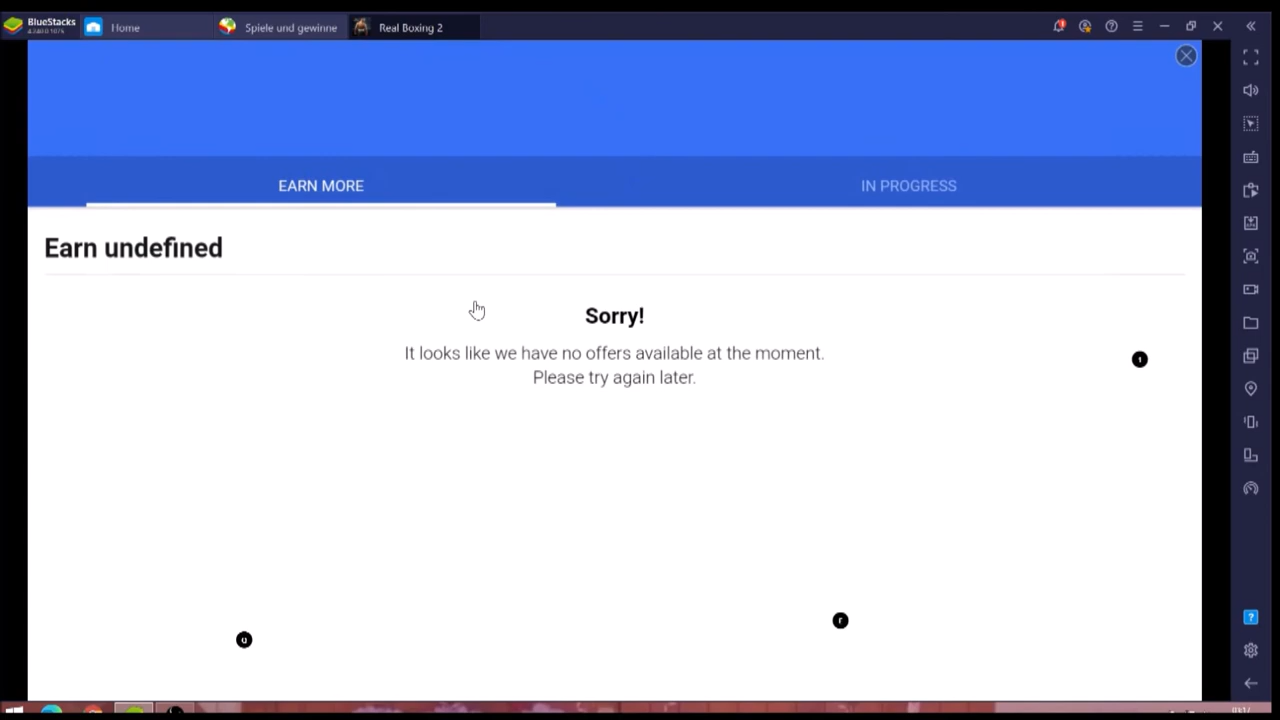 BlueStacks
Home
Spiele und gewinne
Real Boxing 2
EARN MORE
IN PROGRESS
Earn undefined
Sorry!
It looks like we have no offers available at the moment.
Please try again later.
r